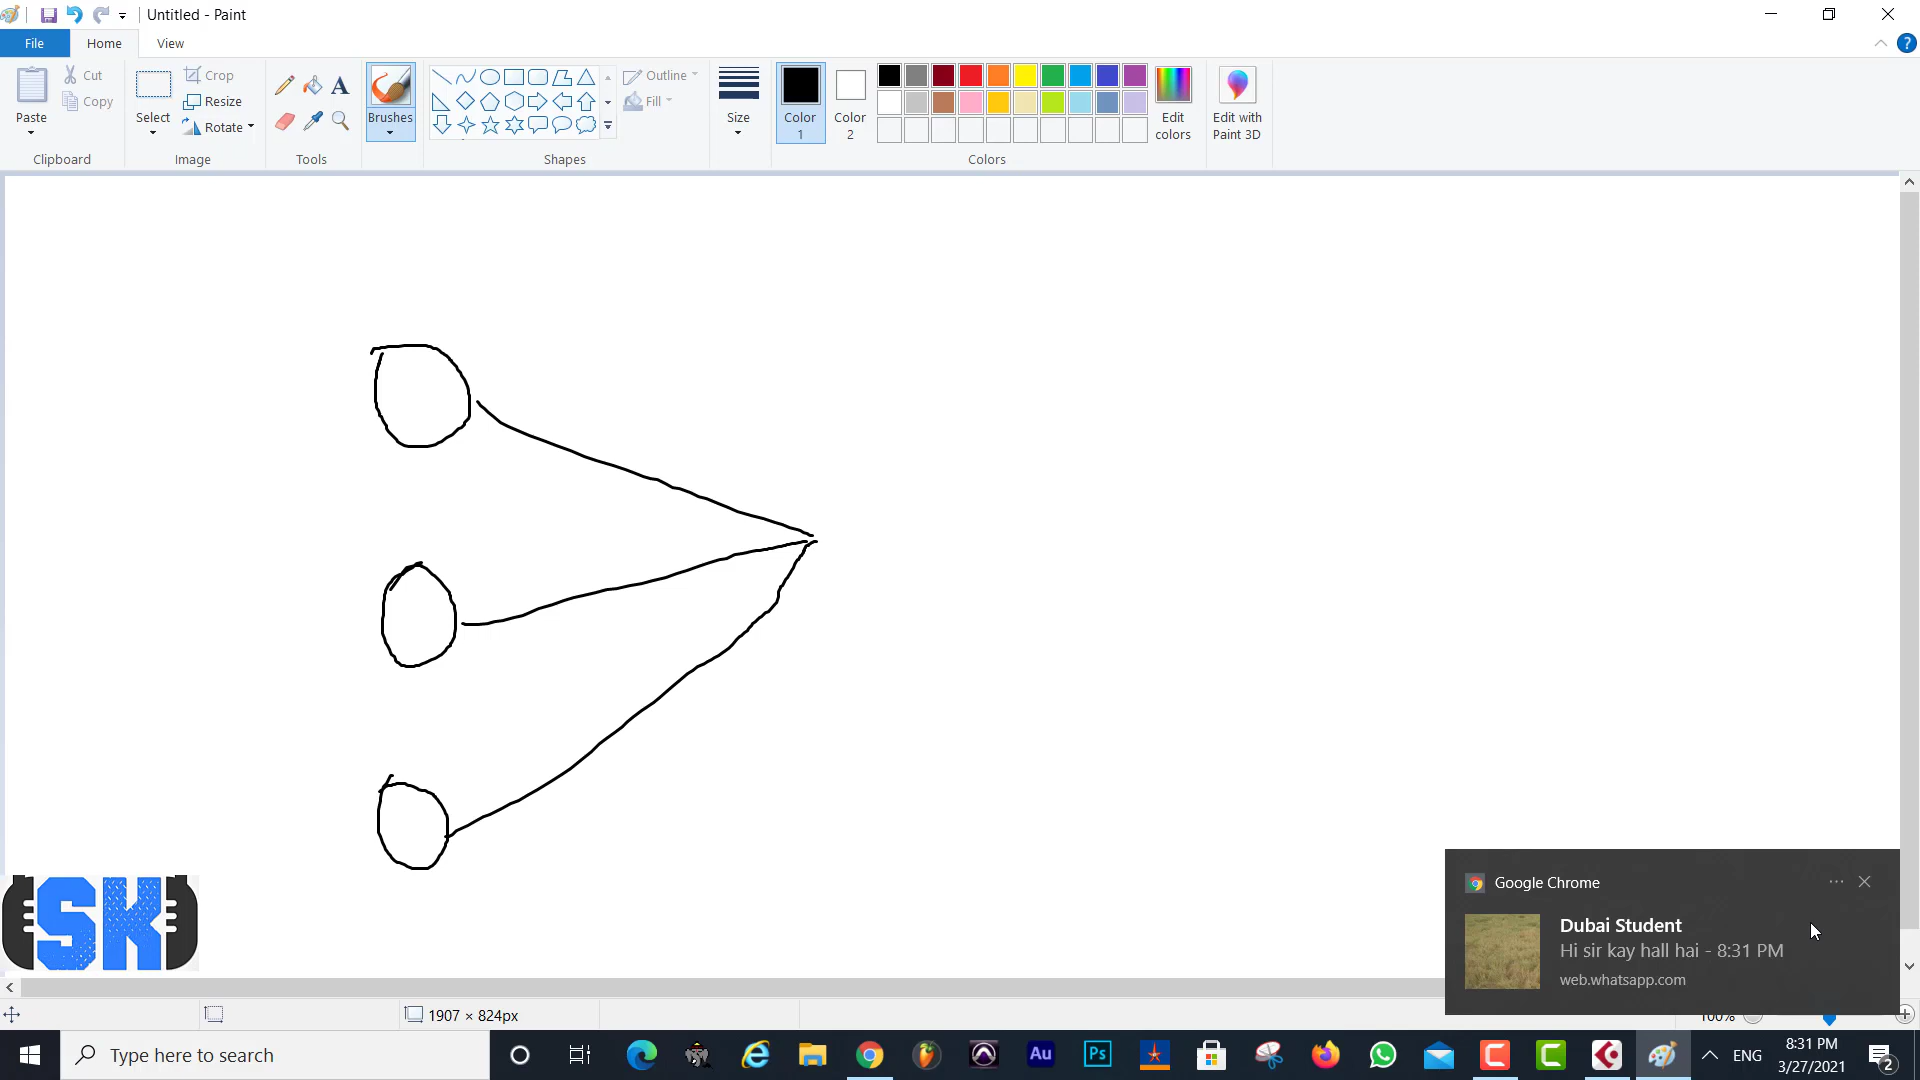 Untitled - Paint
File
Home
View
Paste
Cut
Copy
Clipboard
Select
Crop
Resize
Rotate
Image
A
Tools
Brushes
Outline
Fill
Shapes
Size
Color
1
Color
2
Edit
colors
Colors
Edit with
Paint 3D
?
SK
Google Chrome
Dubai Student
Hi sir kay hall hai - 8:31 PM
web.whatsapp.com
1907 × 824px
100%
Type here to search
Au
Ps
ENG
8:31 PM
3/27/2021
2